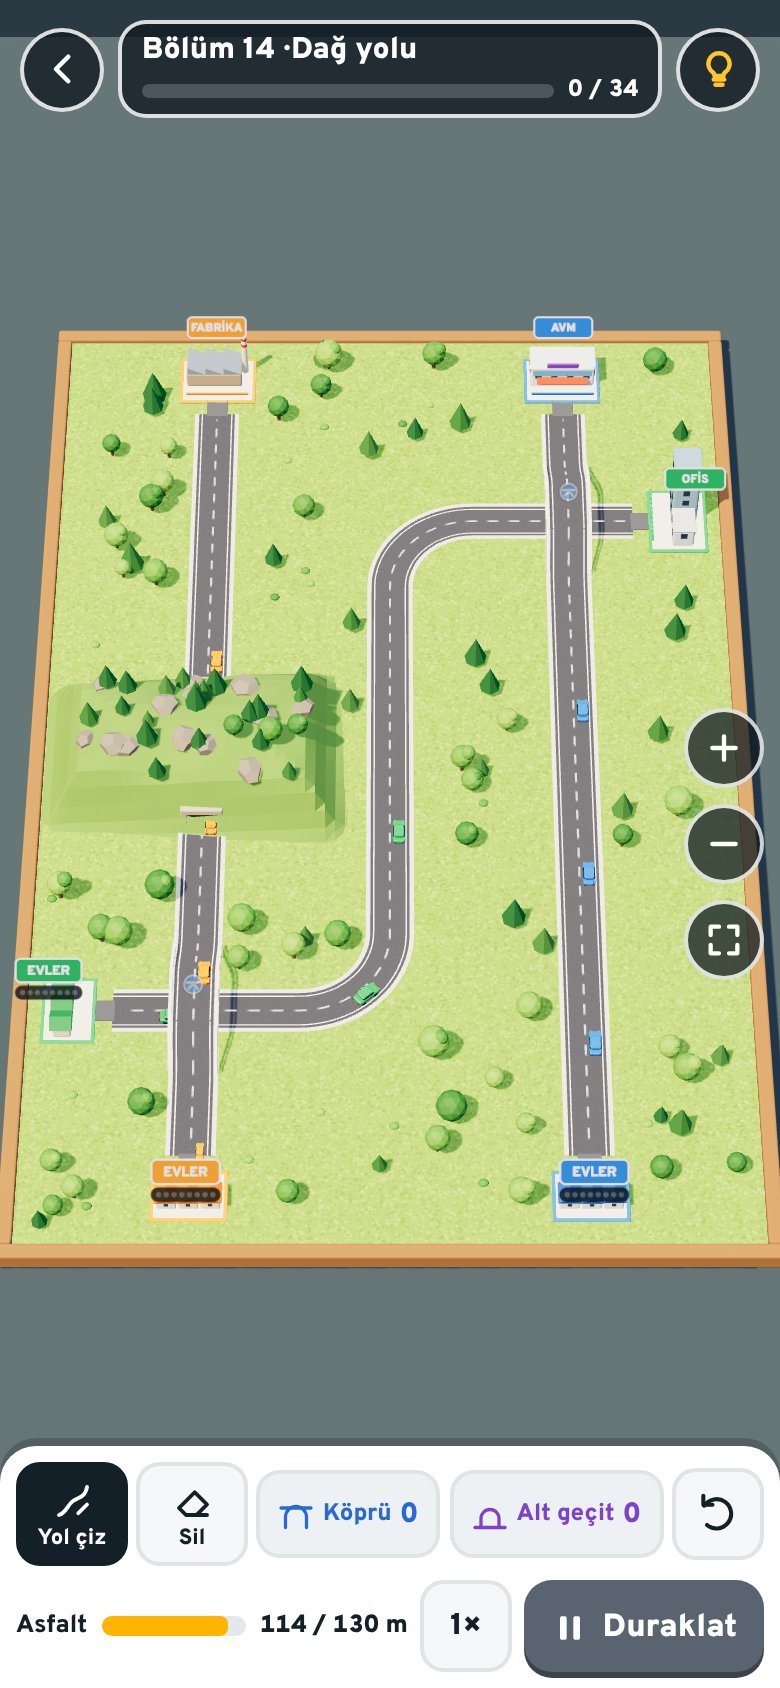 Bölüm 14 ·Dağ yolu
0 / 34
FABRİKA
AVM
OFİS
EVLER
EVLER
EVLER
Yol çiz
Sil
Köprü 0
Alt geçit 0
Asfalt
114 / 130 m
1×
Duraklat